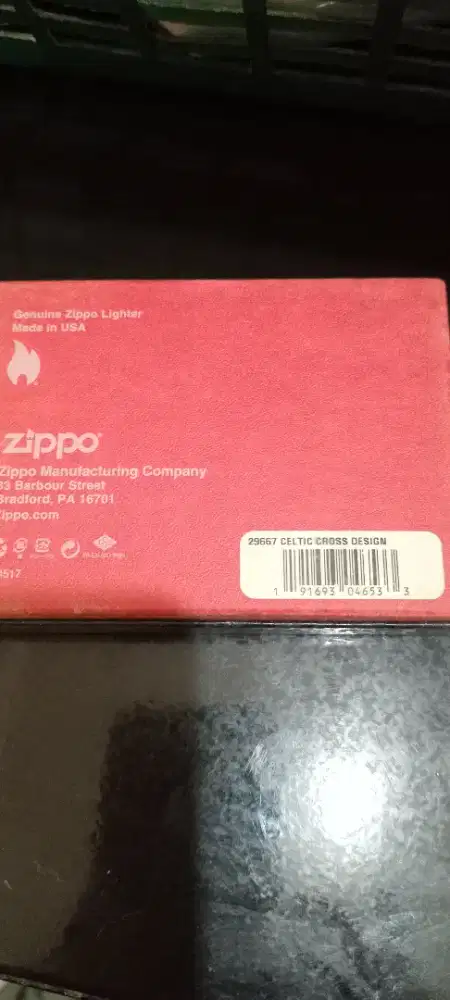 Genuine Zippo Lighter
Made in USA
zippo
Zippo Manufacturing Company
33 Barbour Street
Bradford, PA 16701
zippo.com
29667 CELTIC CROSS DESIGN
1 91693 04653 3